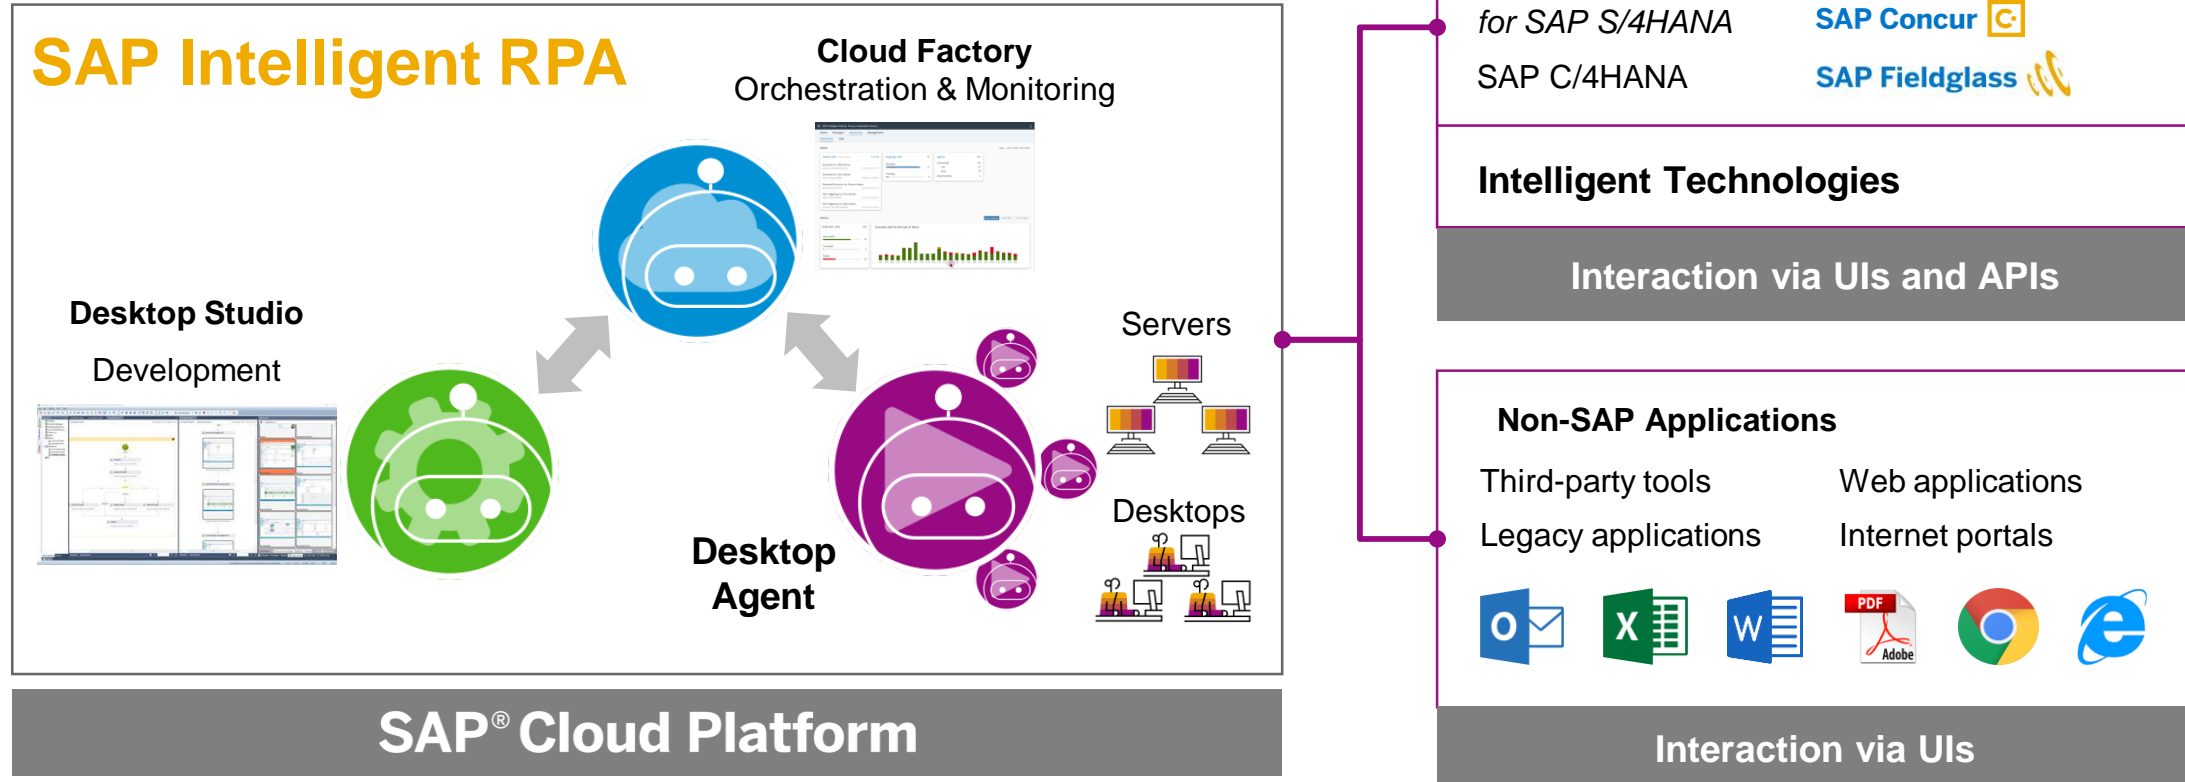 SAP Intelligent RPA
Cloud Factory
Orchestration & Monitoring
Desktop Studio
Development
Desktop
Agent
Servers
Desktops
SAP® Cloud Platform
for SAP S/4HANA
SAP Concur C.
SAP C/4HANA
SAP Fieldglass
Intelligent Technologies
Interaction via UIs and APIs
Non-SAP Applications
Third-party tools
Web applications
Legacy applications
Internet portals
O
X
W
PDF
Adobe
Interaction via UIs